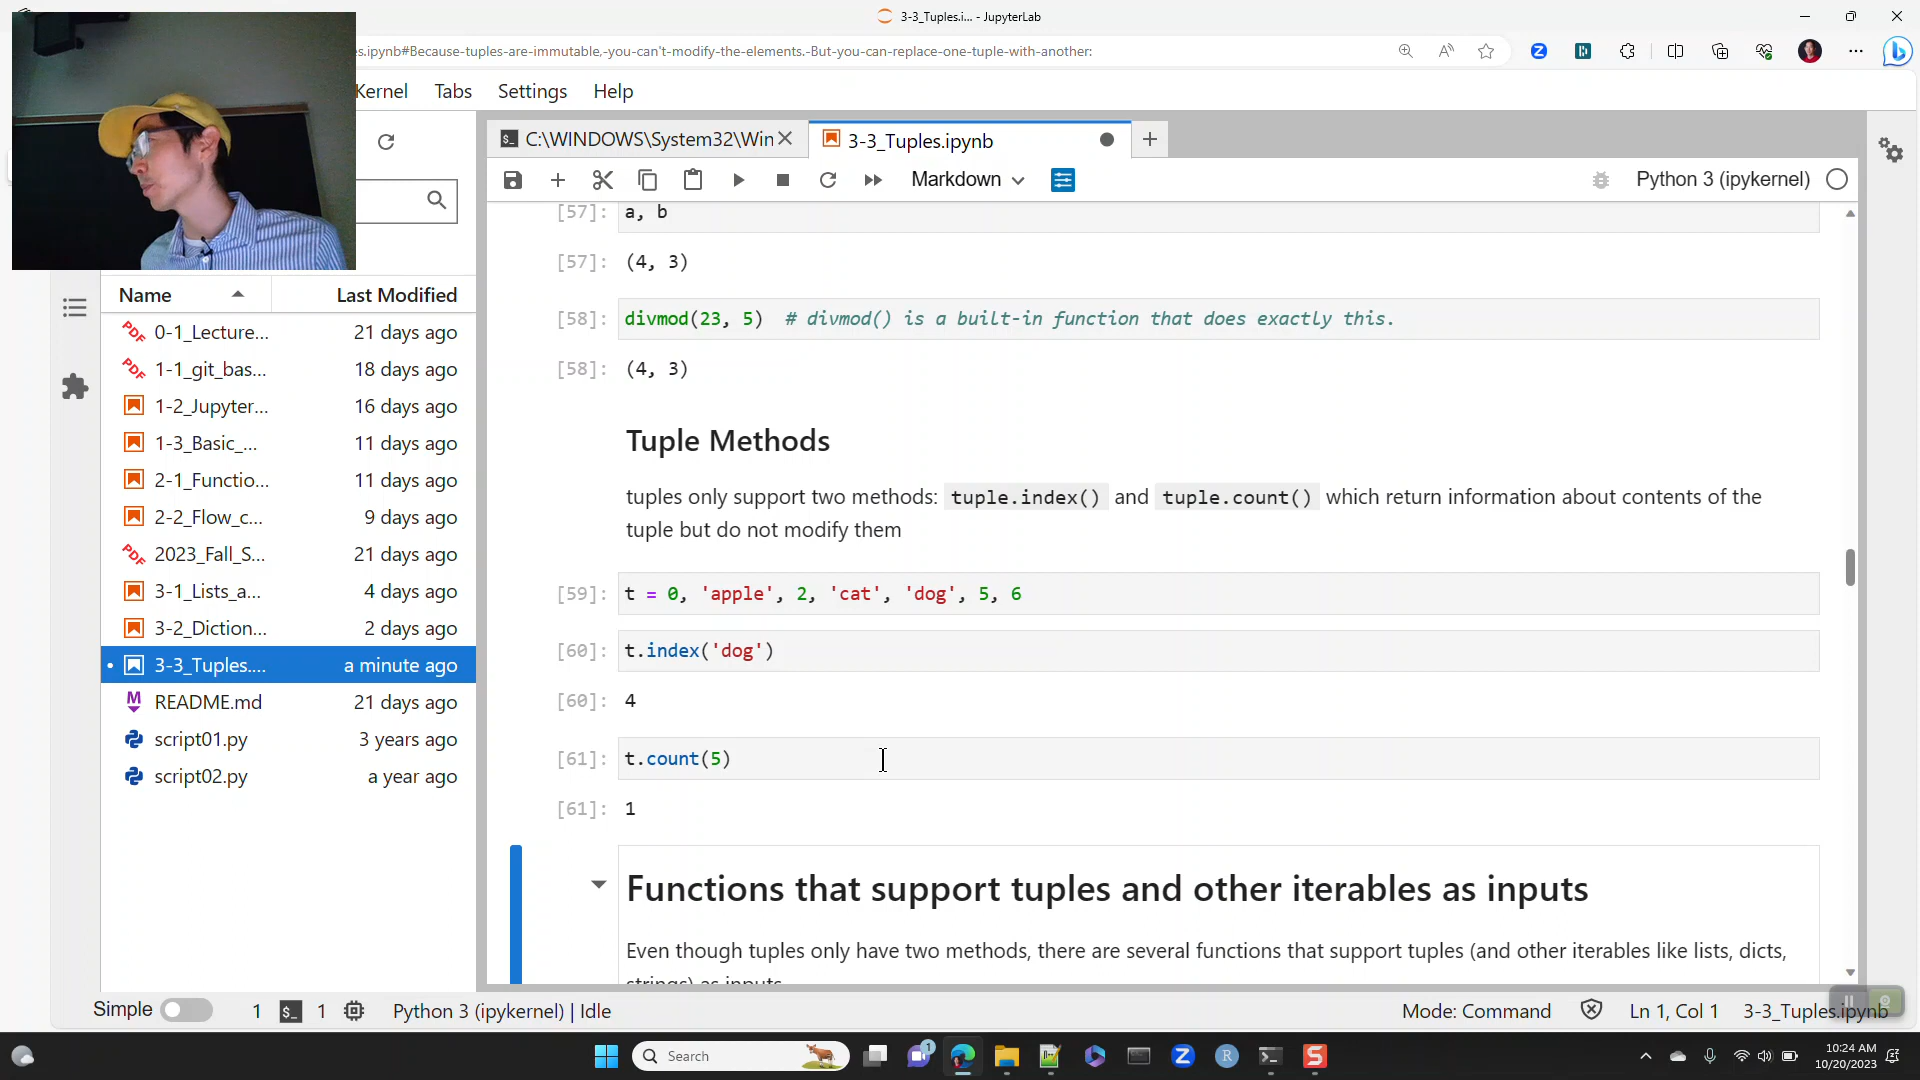 3-3_Tuples.i... - JupyterLab
es.ipynb#Because-tuples-are-immutable,-you-can't-modify-the-elements.-But-you-can-replace-one-tuple-with-another:
Kernel Tabs Settings Help
C:\WINDOWS\System32\Win
3-3_Tuples.ipynb
Markdown
Python 3 (ipykernel)
Name Last Modified
0-1_Lecture... 21 days ago
1-1_git_bas... 18 days ago
1-2_Jupyter... 16 days ago
1-3_Basic_... 11 days ago
2-1_Functio... 11 days ago
2-2_Flow_c... 9 days ago
2023_Fall_S... 21 days ago
3-1_Lists_a... 4 days ago
3-2_Diction... 2 days ago
3-3_Tuples.... a minute ago
README.md 21 days ago
script01.py 3 years ago
script02.py a year ago
[57]: a, b
[57]: (4, 3)
[58]: divmod(23, 5)  # divmod() is a built-in function that does exactly this.
[58]: (4, 3)
Tuple Methods
tuples only support two methods: tuple.index() and tuple.count() which return information about contents of the
tuple but do not modify them
[59]: t = 0, 'apple', 2, 'cat', 'dog', 5, 6
[60]: t.index('dog')
[60]: 4
[61]: t.count(5)
[61]: 1
Functions that support tuples and other iterables as inputs
Even though tuples only have two methods, there are several functions that support tuples (and other iterables like lists, dicts,
strings) as inputs
Simple 1 $_ 1 Python 3 (ipykernel) | Idle
Mode: Command Ln 1, Col 1 3-3_Tuples.ipynb
Search
10:24 AM
10/20/2023